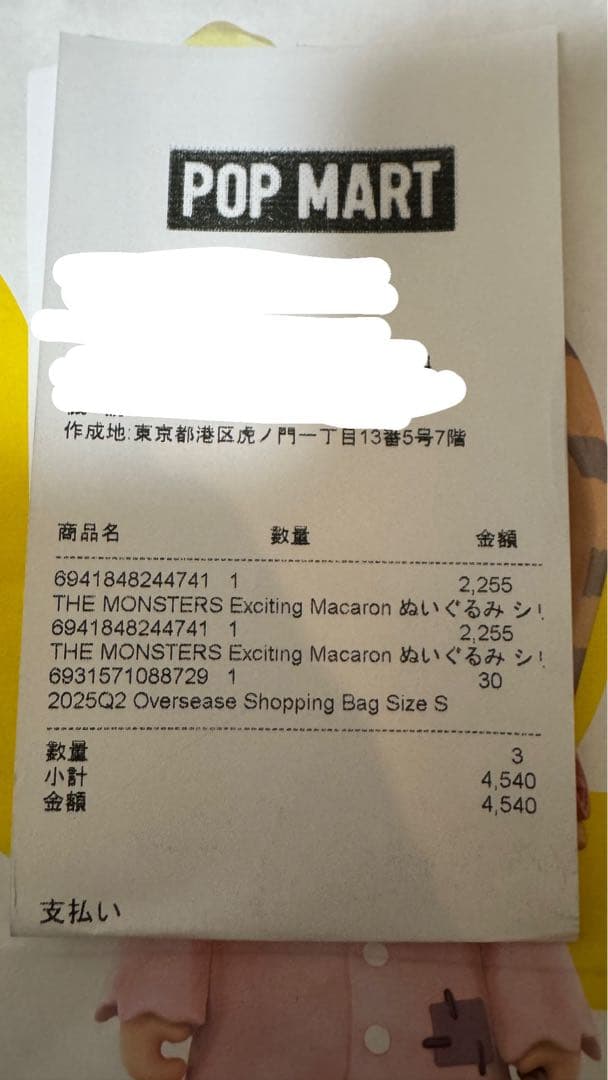 POP MART
作成地:東京都港区虎ノ門一丁目13番5号7階
商品名 数量 金額
6941848244741 1 2,255
THE MONSTERS Exciting Macaron ぬいぐるみ シ
6941848244741 1 2,255
THE MONSTERS Exciting Macaron ぬいぐるみ シ
6931571088729 1 30
2025Q2 Oversease Shopping Bag Size S
数量 3
小計 4,540
金額 4,540
支払い